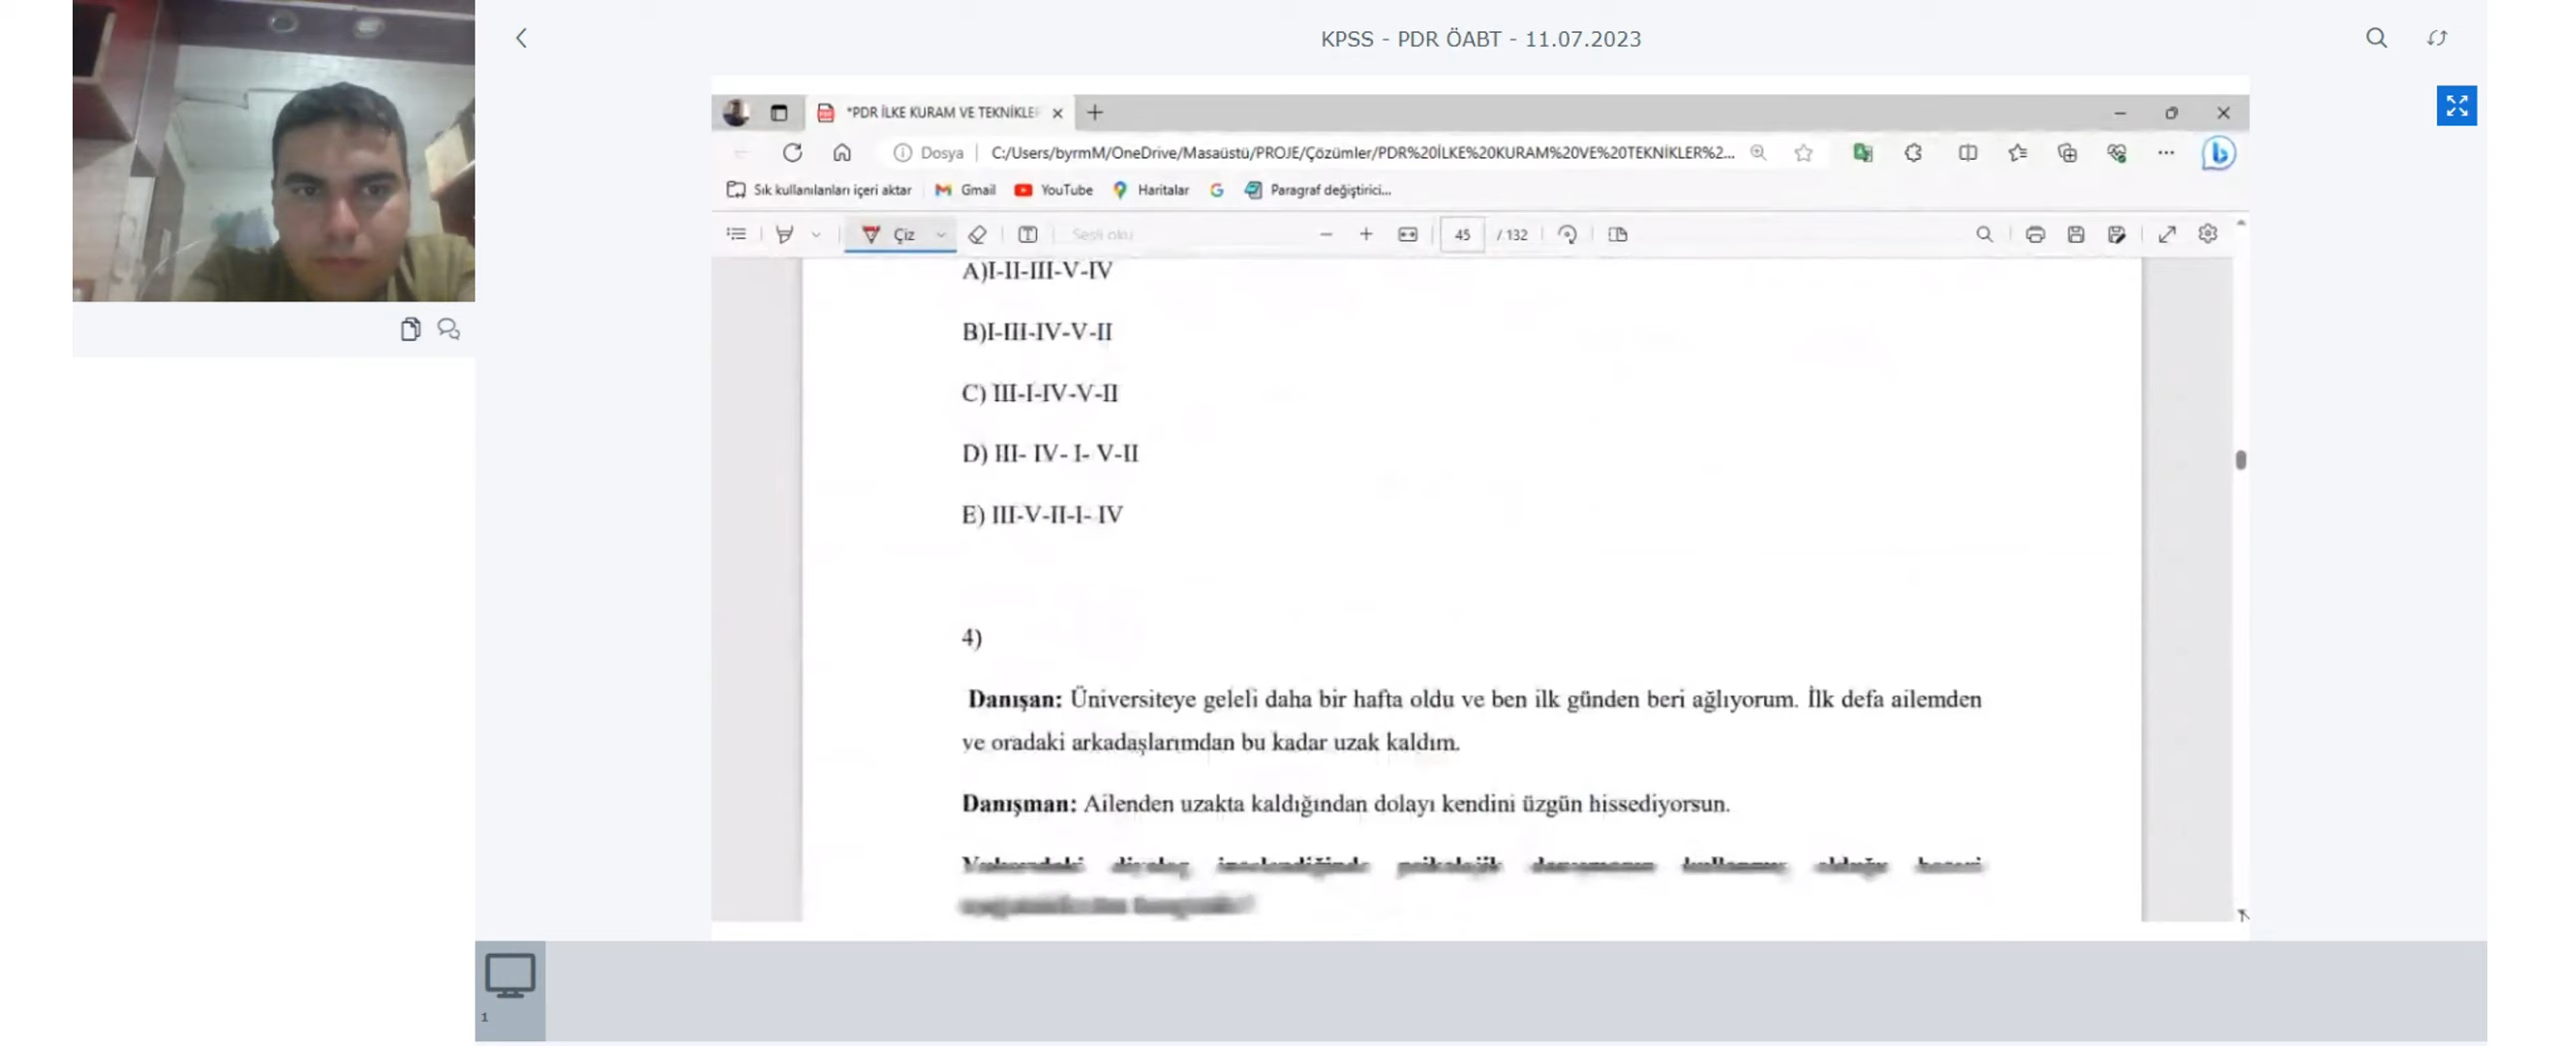 KPSS - PDR ÖABT - 11.07.2023
*PDR İLKE KURAM VE TEKNİKLER
Dosya
C:/Users/byrmM/OneDrive/Masaüstü/PROJE/Çözümler/PDR%20İLKE%20KURAM%20VE%20TEKNİKLER%2...
Sık kullanılanları içeri aktar
Gmail
YouTube
Haritalar
Paragraf değiştirici...
Çiz
Sesli oku
45
/ 132
A)I-II-III-V-IV
B)I-III-IV-V-II
C) III-I-IV-V-II
D) III- IV- I- V-II
E) III-V-II-I- IV
4)
Danışan: Üniversiteye geleli daha bir hafta oldu ve ben ilk günden beri ağlıyorum. İlk defa ailemden
ve oradaki arkadaşlarımdan bu kadar uzak kaldım.
Danışman: Ailenden uzakta kaldığından dolayı kendini üzgün hissediyorsun.
1